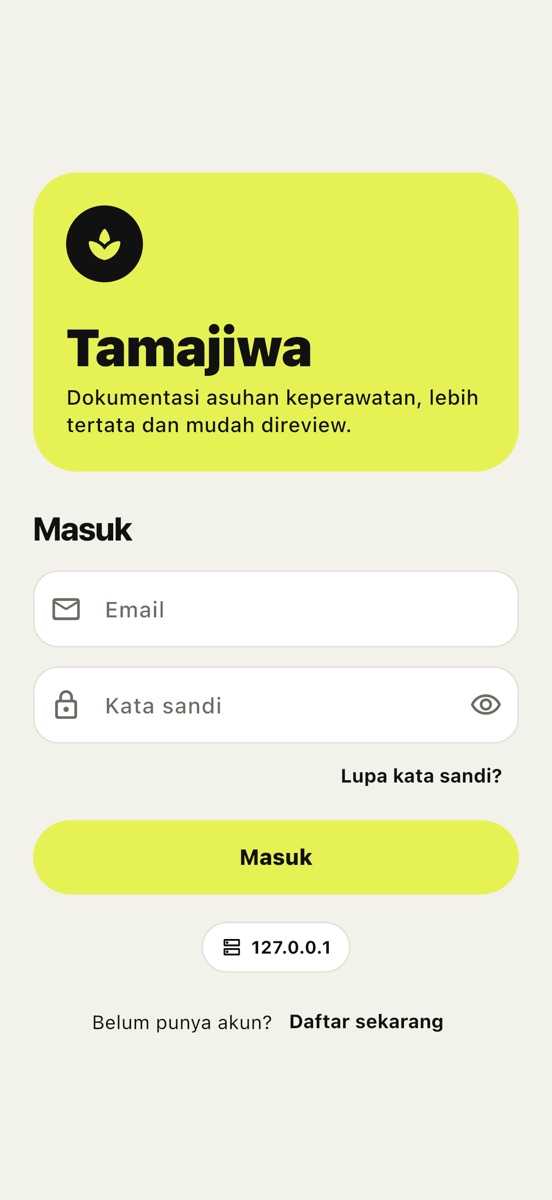 Tamajiwa
Dokumentasi asuhan keperawatan, lebih
tertata dan mudah direview.
Masuk
Email
Kata sandi
Lupa kata sandi?
Masuk
127.0.0.1
Belum punya akun? Daftar sekarang